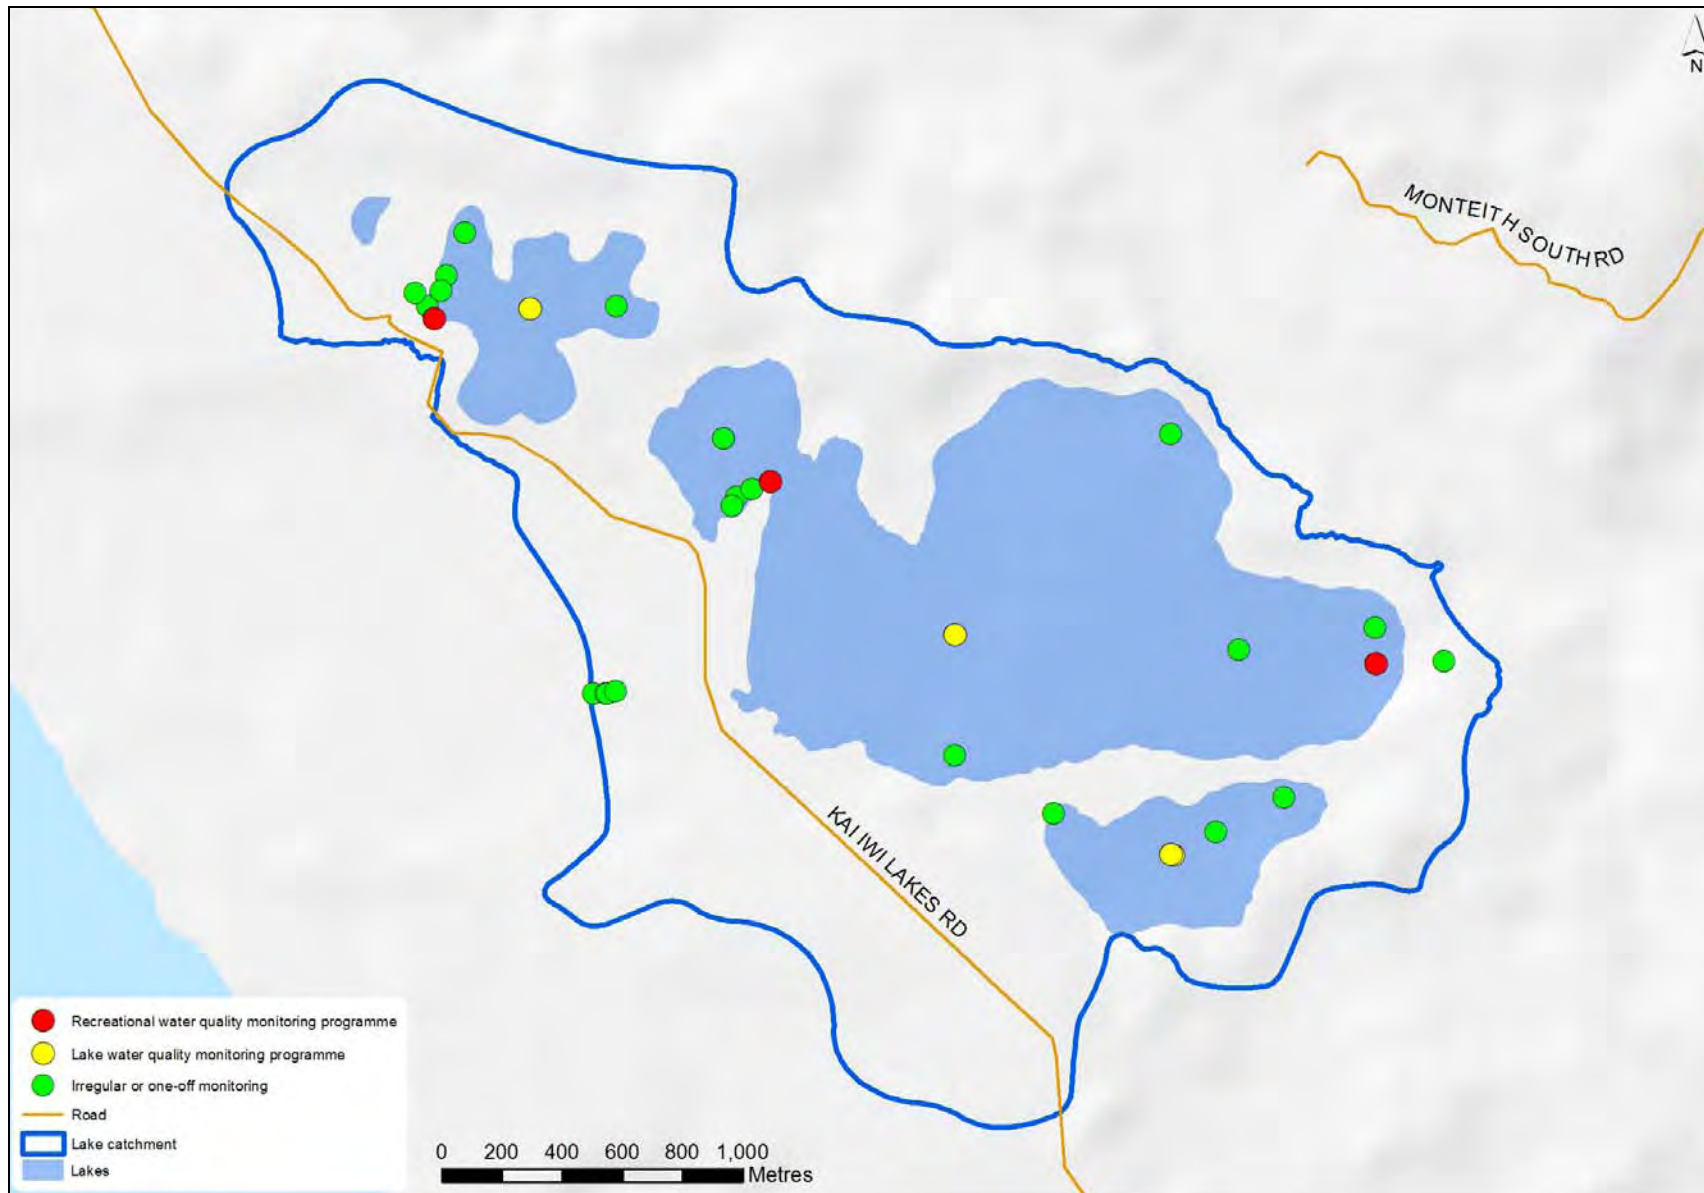 N
MONTEITH SOUTH RD
KAI IWI LAKES RD
Recreational water quality monitoring programme
Lake water quality monitoring programme
Irregular or one-off monitoring
Road
Lake catchment
Lakes
0 200 400 600 800 1,000
Metres